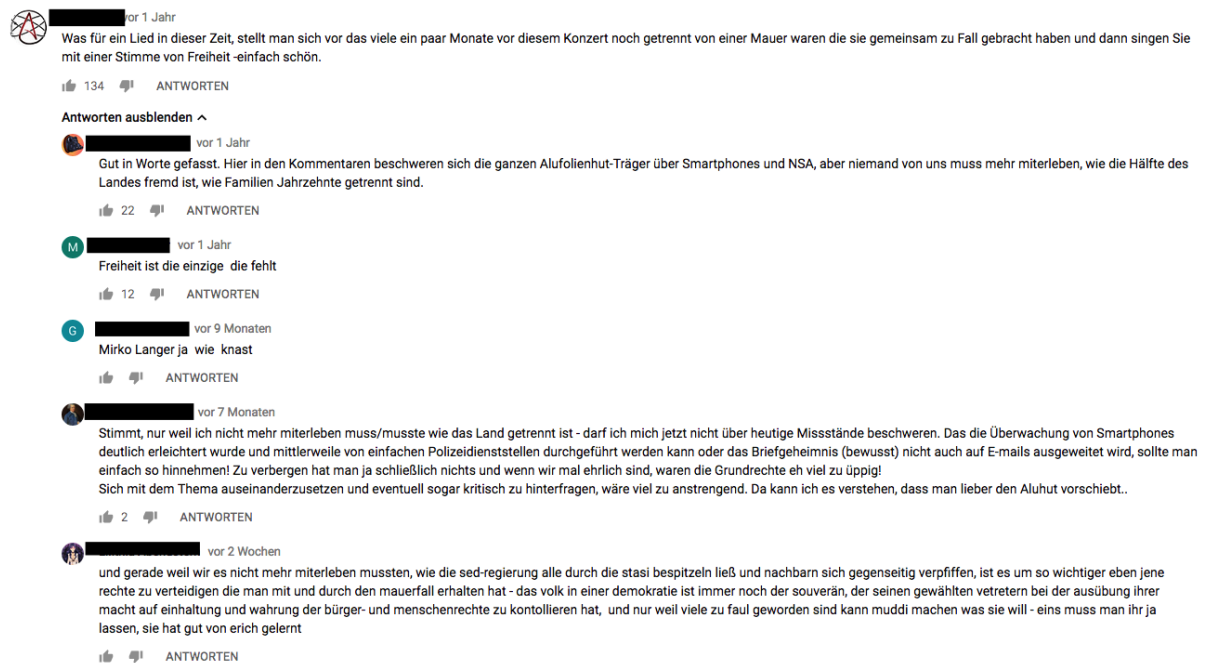 vor 1 Jahr
Was für ein Lied in dieser Zeit, stellt man sich vor das viele ein paar Monate vor diesem Konzert noch getrennt von einer Mauer waren die sie gemeinsam zu Fall gebracht haben und dann singen Sie
mit einer Stimme von Freiheit -einfach schön.
134 ANTWORTEN
Antworten ausblenden
vor 1 Jahr
Gut in Worte gefasst. Hier in den Kommentaren beschweren sich die ganzen Alufolienhut-Träger über Smartphones und NSA, aber niemand von uns muss mehr miterleben, wie die Hälfte des
Landes fremd ist, wie Familien Jahrzehnte getrennt sind.
22 ANTWORTEN
M vor 1 Jahr
Freiheit ist die einzige die fehlt
12 ANTWORTEN
G vor 9 Monaten
Mirko Langer ja wie knast
ANTWORTEN
vor 7 Monaten
Stimmt, nur weil ich nicht mehr miterleben muss/musste wie das Land getrennt ist - darf ich mich jetzt nicht über heutige Missstände beschweren. Das die Überwachung von Smartphones
deutlich erleichtert wurde und mittlerweile von einfachen Polizeidienststellen durchgeführt werden kann oder das Briefgeheimnis (bewusst) nicht auch auf E-mails ausgeweitet wird, sollte man
einfach so hinnehmen! Zu verbergen hat man ja schließlich nichts und wenn wir mal ehrlich sind, waren die Grundrechte eh viel zu üppig!
Sich mit dem Thema auseinanderzusetzen und eventuell sogar kritisch zu hinterfragen, wäre viel zu anstrengend. Da kann ich es verstehen, dass man lieber den Aluhut vorschiebt..
2 ANTWORTEN
vor 2 Wochen
und gerade weil wir es nicht mehr miterleben mussten, wie die sed-regierung alle durch die stasi bespitzeln ließ und nachbarn sich gegenseitig verpfiffen, ist es um so wichtiger eben jene
rechte zu verteidigen die man mit und durch den mauerfall erhalten hat - das volk in einer demokratie ist immer noch der souverän, der seinen gewählten vetretern bei der ausübung ihrer
macht auf einhaltung und wahrung der bürger- und menschenrechte zu kontollieren hat, und nur weil viele zu faul geworden sind kann muddi machen was sie will - eins muss man ihr ja
lassen, sie hat gut von erich gelernt
ANTWORTEN